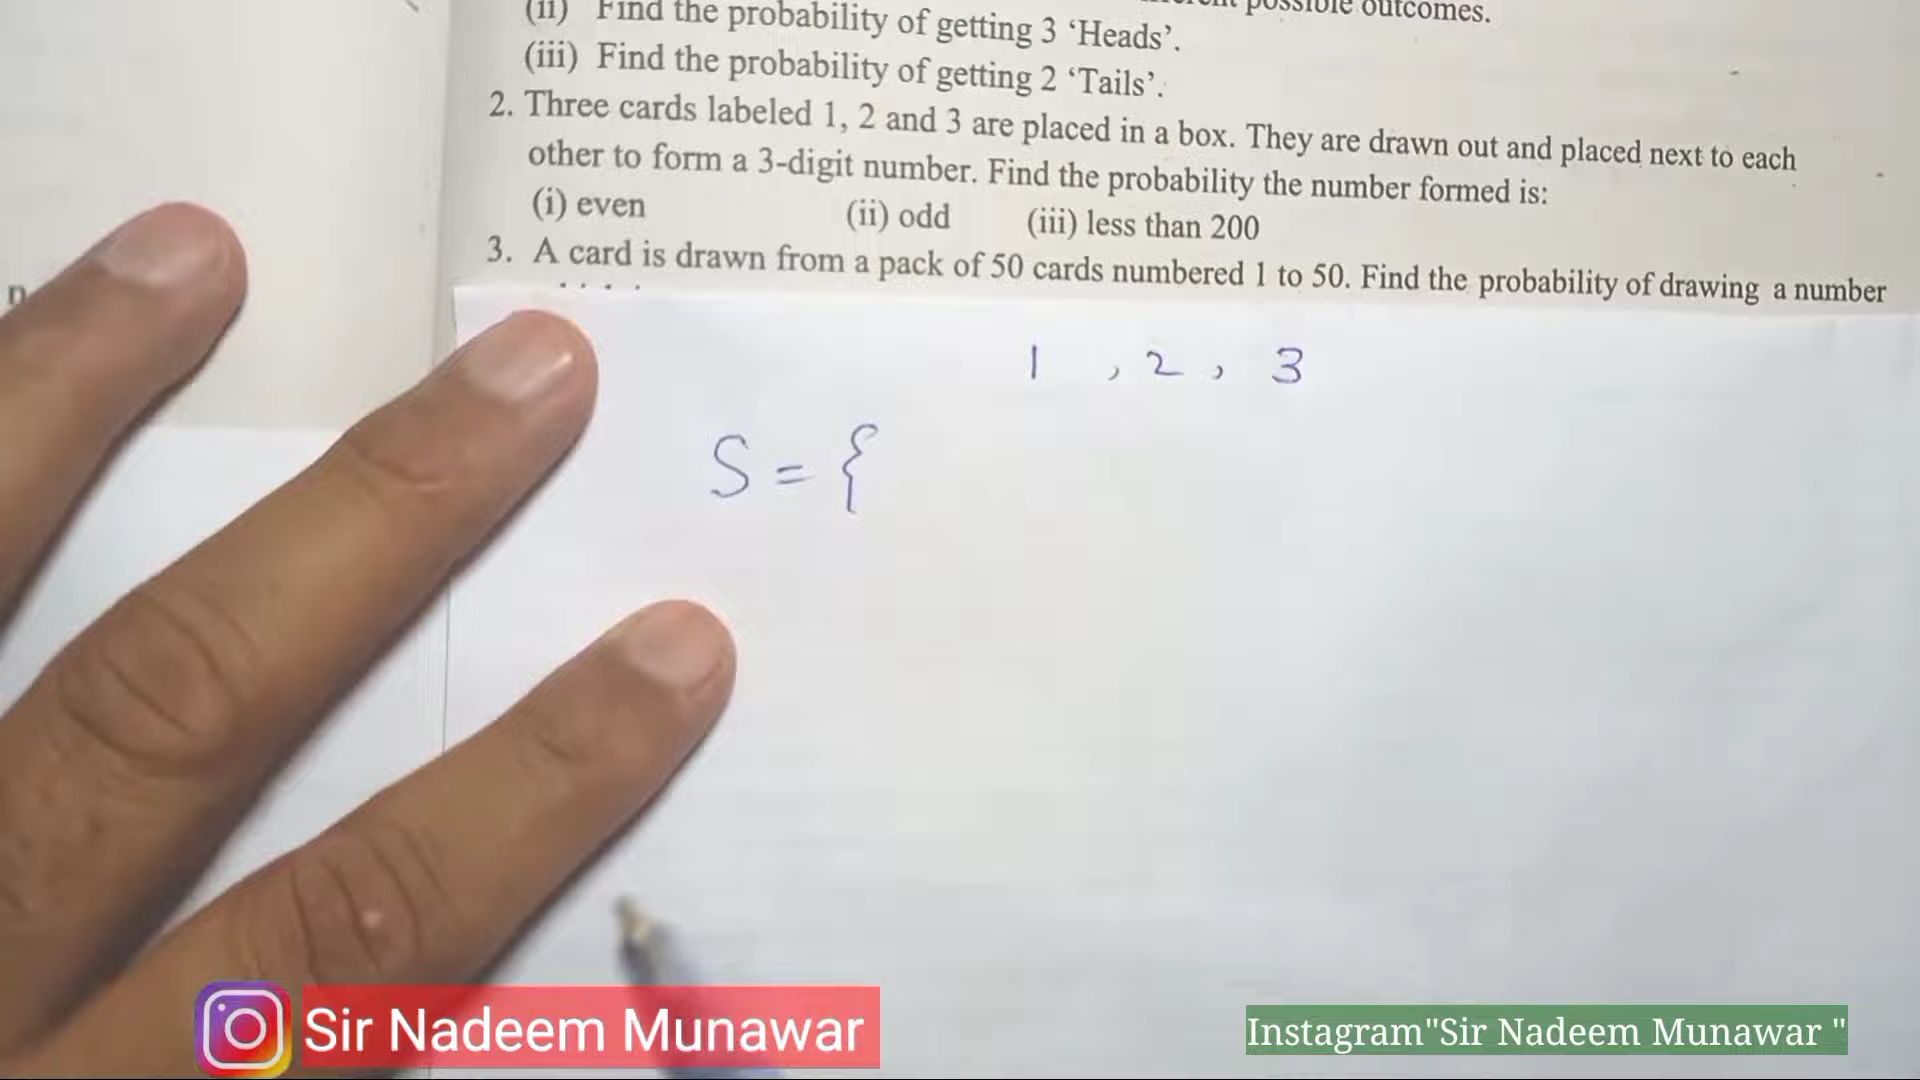 possible outcomes.
(ii) Find the probability of getting 3 ‘Heads’.
(iii) Find the probability of getting 2 ‘Tails’.
2. Three cards labeled 1, 2 and 3 are placed in a box. They are drawn out and placed next to each
other to form a 3-digit number. Find the probability the number formed is:
(i) even (ii) odd (iii) less than 200
3. A card is drawn from a pack of 50 cards numbered 1 to 50. Find the probability of drawing a number
1 , 2 , 3
S = {
Sir Nadeem Munawar
Instagram"Sir Nadeem Munawar "